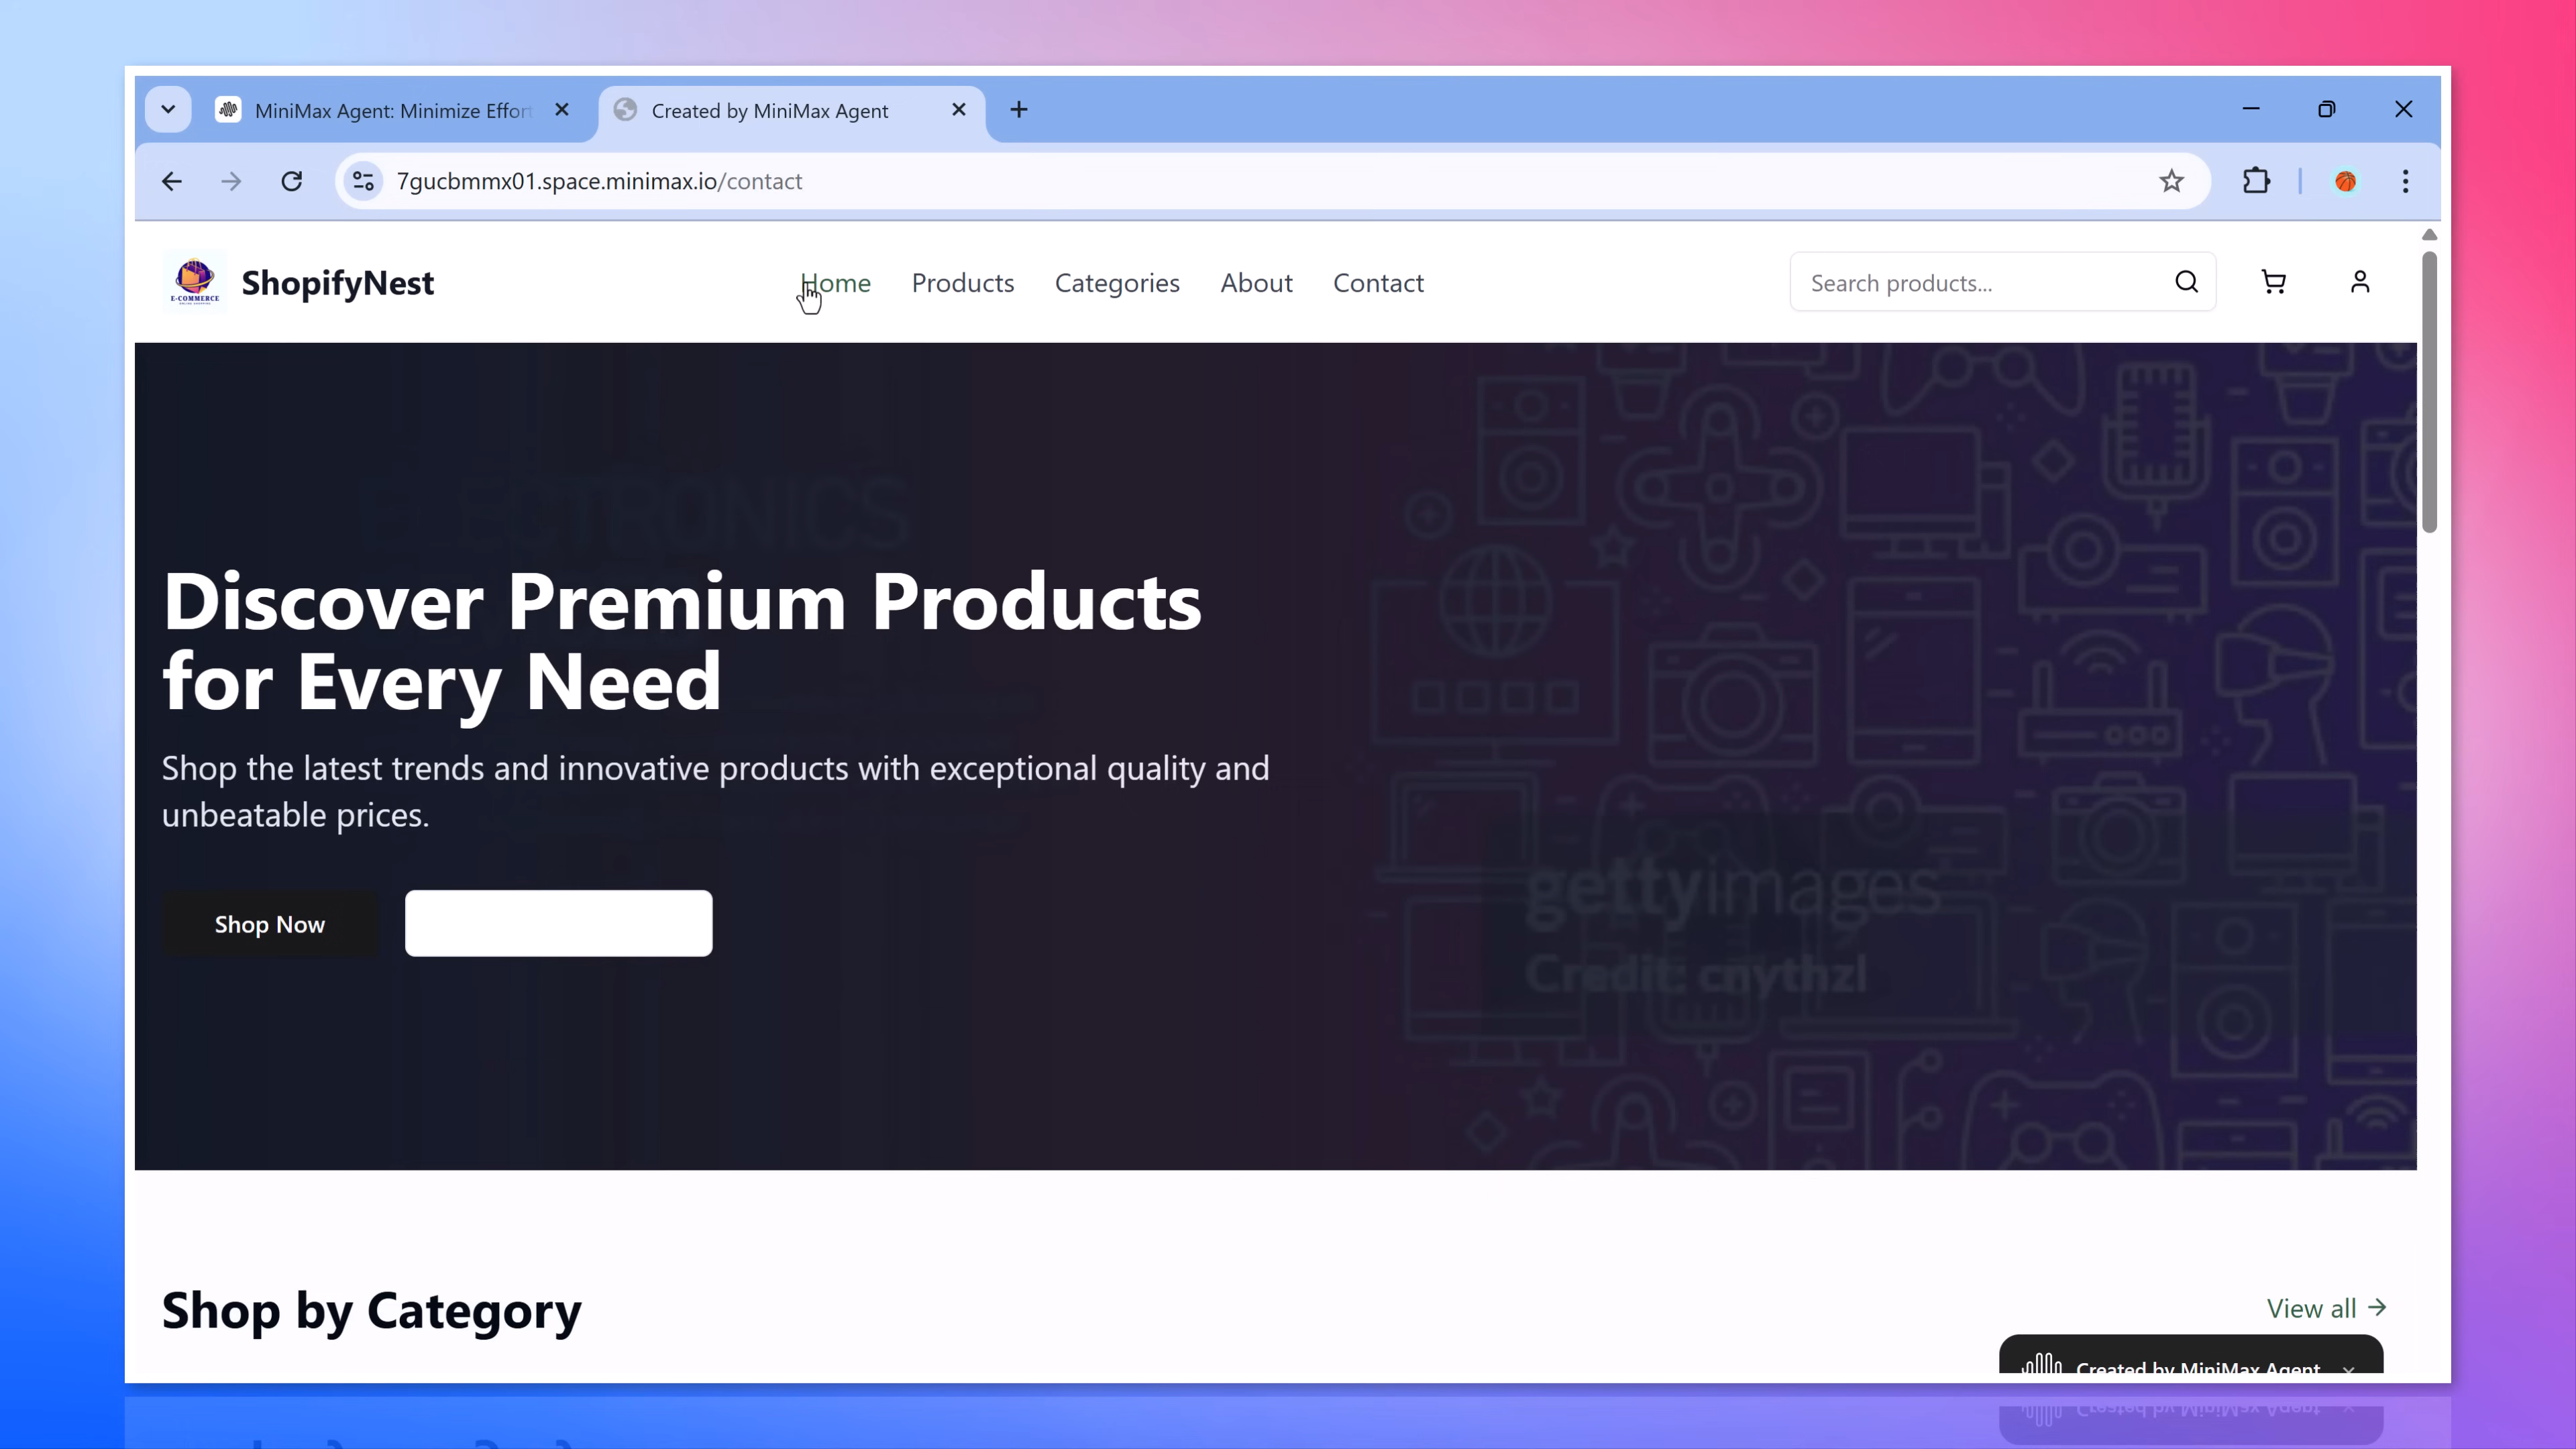 MiniMax Agent: Minimize Effor
Created by MiniMax Agent
7gucbmmx01.space.minimax.io/contact
E-COMMERCE
ShopifyNest
Home Products Categories About Contact
Search products...
ELECTRONICS
Discover Premium Products
for Every Need
Shop the latest trends and innovative products with exceptional quality and
unbeatable prices.
gettyimages
Credit: cnythzl
Shop Now
Shop by Category
View all
Created by MiniMax Agent